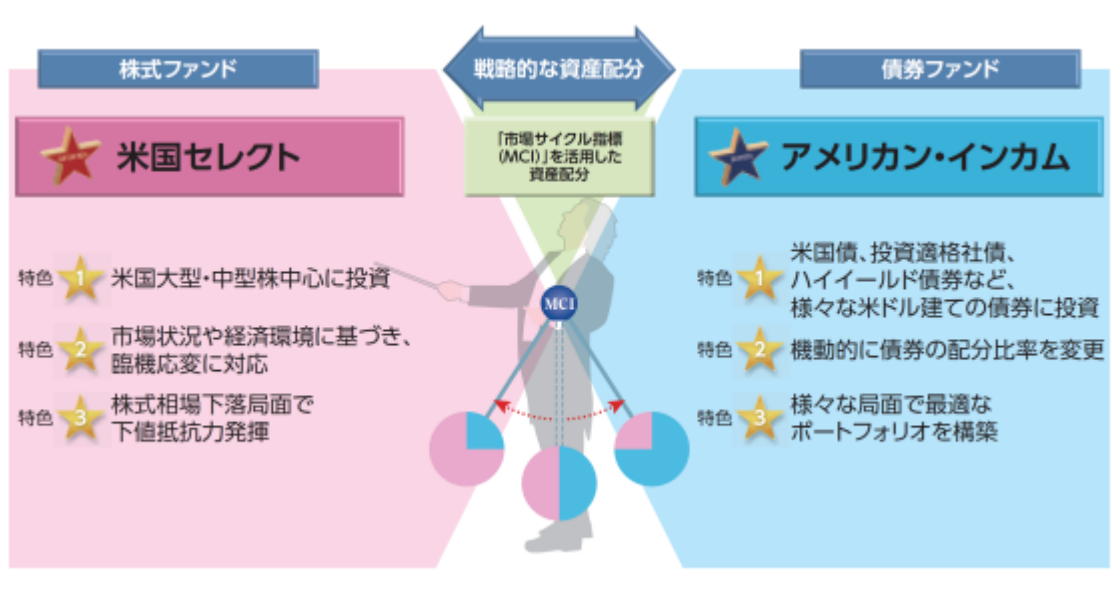 株式ファンド
戦略的な資産配分
債券ファンド
米国セレクト
「市場サイクル指標
(MCI)」を活用した
資産配分
アメリカン・インカム
特色 1 米国大型・中型株中心に投資
特色 2 市場状況や経済環境に基づき、
臨機応変に対応
特色 3 株式相場下落局面で
下値抵抗力発揮
MCI
特色 1 米国債、投資適格社債、
ハイイールド債券など、
様々な米ドル建ての債券に投資
特色 2 機動的に債券の配分比率を変更
特色 3 様々な局面で最適な
ポートフォリオを構築